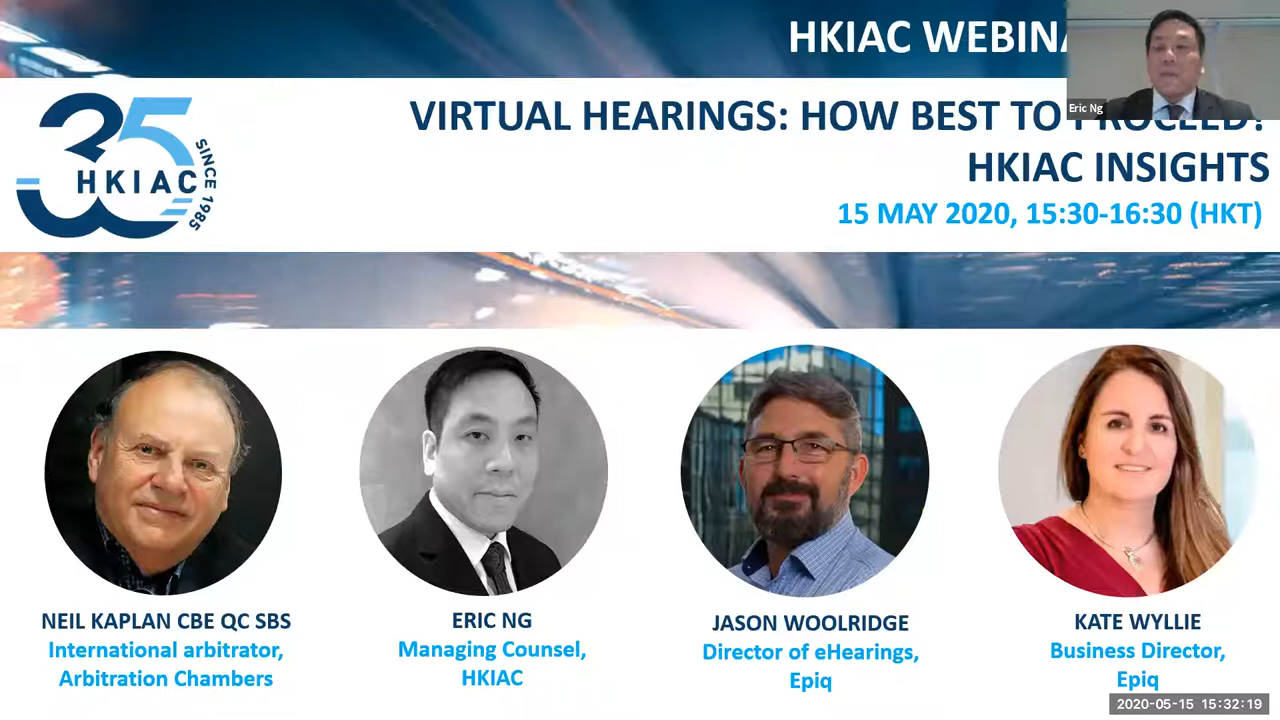 HKIAC WEBINA
Eric Ng
35
HKIAC
SINCE 1985
VIRTUAL HEARINGS: HOW BEST TO PROCEED?
HKIAC INSIGHTS
15 MAY 2020, 15:30-16:30 (HKT)
NEIL KAPLAN CBE QC SBS
International arbitrator,
Arbitration Chambers
ERIC NG
Managing Counsel,
HKIAC
JASON WOOLRIDGE
Director of eHearings,
Epiq
KATE WYLLIE
Business Director,
Epiq
2020-05-15 15:32:19